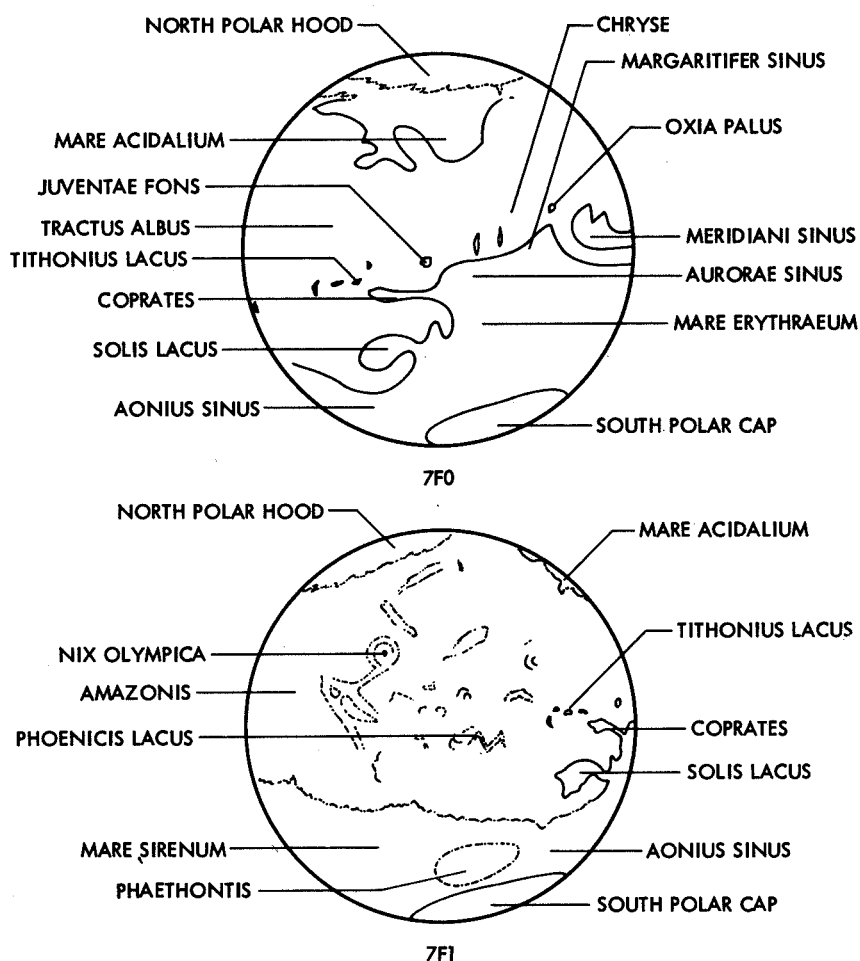 NORTH POLAR HOOD
CHRYSE
MARGARITIFER SINUS
MARE ACIDALIUM
OXIA PALUS
JUVENTAE FONS
TRACTUS ALBUS
MERIDIANI SINUS
TITHONIUS LACUS
AURORAE SINUS
COPRATES
MARE ERYTHRAEUM
SOLIS LACUS
AONIUS SINUS
SOUTH POLAR CAP
7F0
NORTH POLAR HOOD
MARE ACIDALIUM
TITHONIUS LACUS
NIX OLYMPICA
AMAZONIS
COPRATES
PHOENICIS LACUS
SOLIS LACUS
MARE SIRENUM
AONIUS SINUS
PHAETHONTIS
SOUTH POLAR CAP
7F1